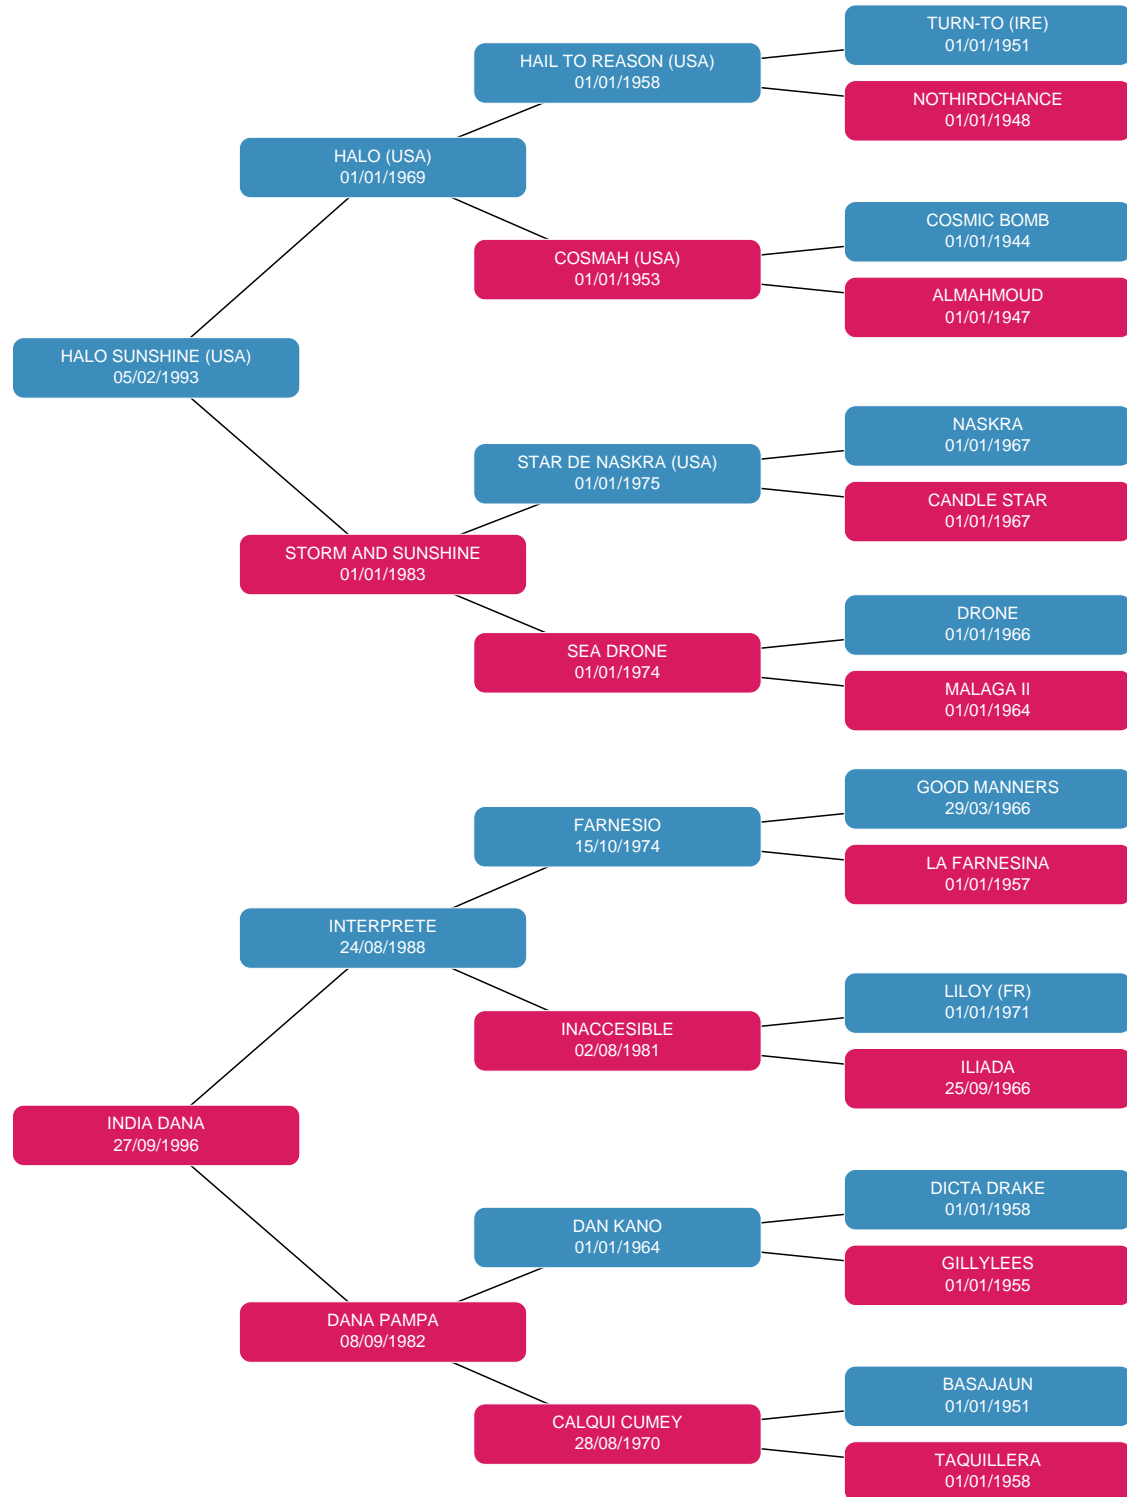 TURN-TO (IRE)
01/01/1951
HAIL TO REASON (USA)
01/01/1958
NOTHIRDCHANCE
01/01/1948
HALO (USA)
01/01/1969
COSMIC BOMB
01/01/1944
COSMAH (USA)
01/01/1953
ALMAHMOUD
01/01/1947
HALO SUNSHINE (USA)
05/02/1993
NASKRA
01/01/1967
STAR DE NASKRA (USA)
01/01/1975
CANDLE STAR
01/01/1967
STORM AND SUNSHINE
01/01/1983
DRONE
01/01/1966
SEA DRONE
01/01/1974
MALAGA II
01/01/1964
GOOD MANNERS
29/03/1966
FARNESIO
15/10/1974
LA FARNESINA
01/01/1957
INTERPRETE
24/08/1988
LILOY (FR)
01/01/1971
INACCESIBLE
02/08/1981
ILIADA
25/09/1966
INDIA DANA
27/09/1996
DICTA DRAKE
01/01/1958
DAN KANO
01/01/1964
GILLYLEES
01/01/1955
DANA PAMPA
08/09/1982
BASAJAUN
01/01/1951
CALQUI CUMEY
28/08/1970
TAQUILLERA
01/01/1958